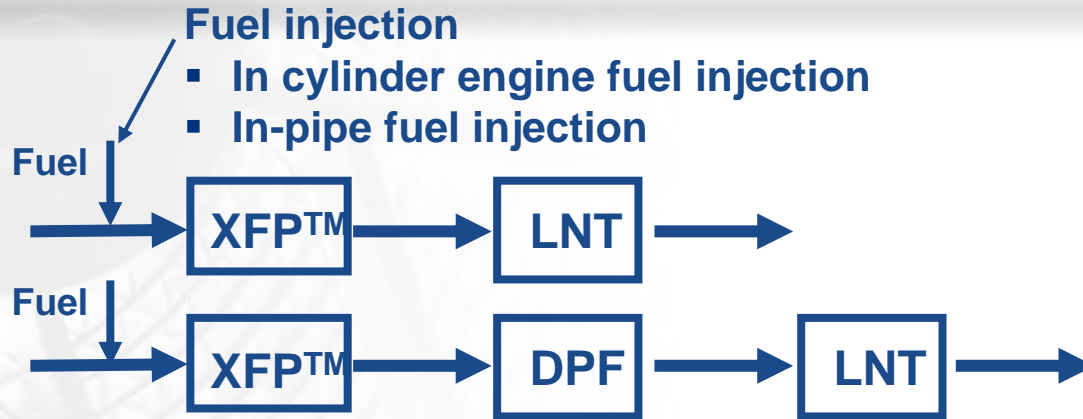 Fuel injection
▪ In cylinder engine fuel injection
▪ In-pipe fuel injection
Fuel
XFP™ LNT
Fuel
XFP™ DPF LNT